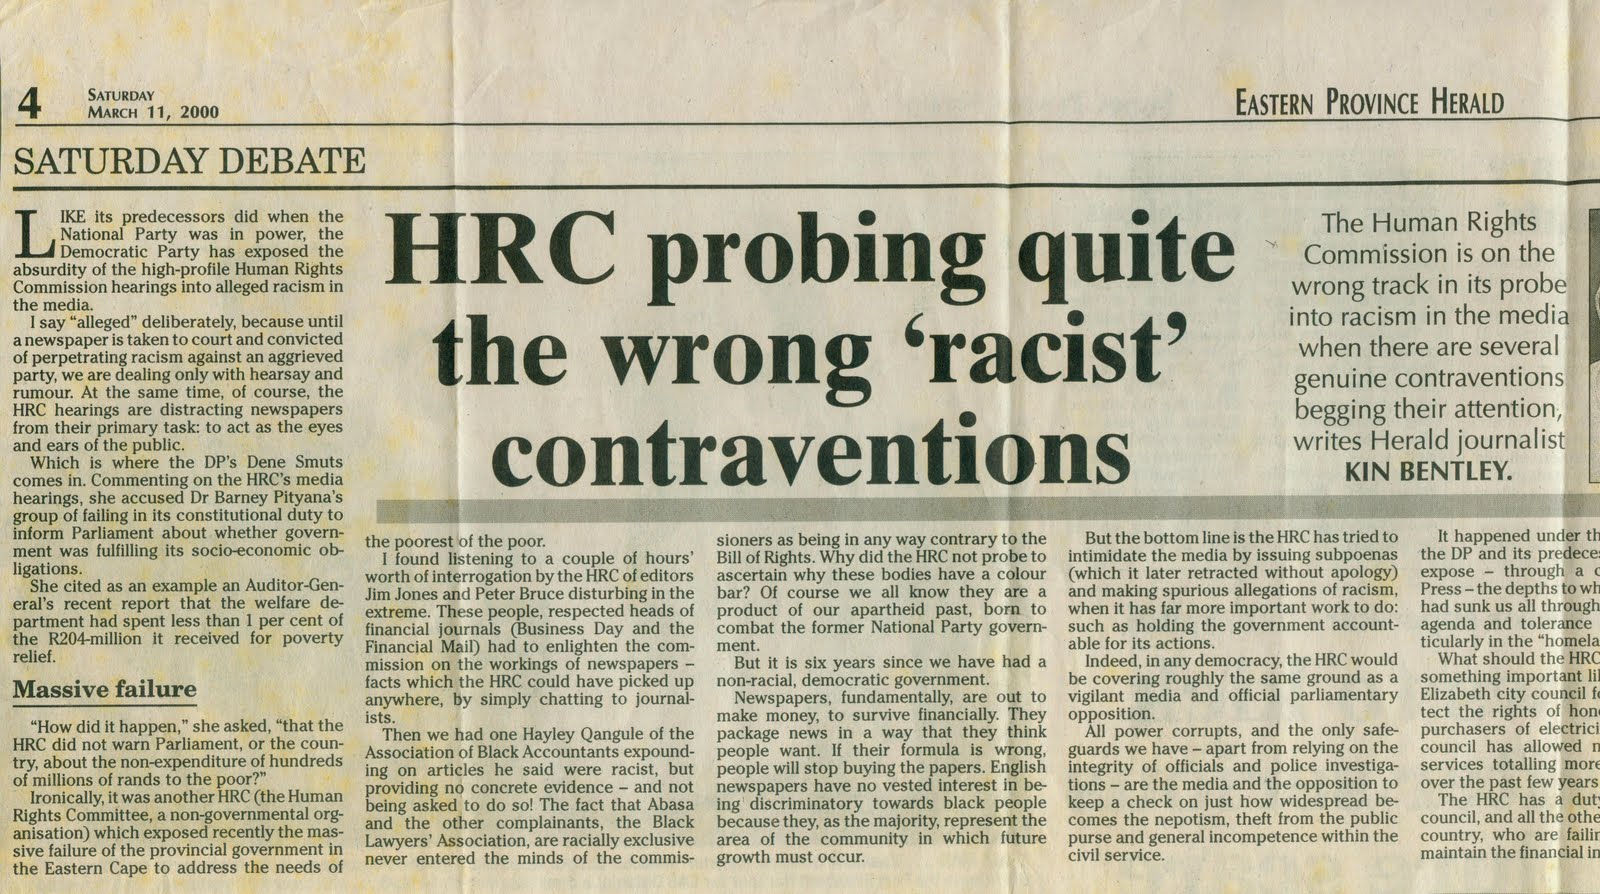 4
SATURDAY
MARCH 11, 2000
EASTERN PROVINCE HERALD
SATURDAY DEBATE
HRC probing quite
the wrong ‘racist’
contraventions
The Human Rights
Commission is on the
wrong track in its probe
into racism in the media
when there are several
genuine contraventions
begging their attention,
writes Herald journalist
KIN BENTLEY.
LIKE its predecessors did when the
National Party was in power, the
Democratic Party has exposed the
absurdity of the high-profile Human Rights
Commission hearings into alleged racism in
the media.
I say “alleged” deliberately, because until
a newspaper is taken to court and convicted
of perpetrating racism against an aggrieved
party, we are dealing only with hearsay and
rumour. At the same time, of course, the
HRC hearings are distracting newspapers
from their primary task: to act as the eyes
and ears of the public.
Which is where the DP’s Dene Smuts
comes in. Commenting on the HRC’s media
hearings, she accused Dr Barney Pityana’s
group of failing in its constitutional duty to
inform Parliament about whether govern-
ment was fulfilling its socio-economic ob-
ligations.
She cited as an example an Auditor-Gen-
eral’s recent report that the welfare de-
partment had spent less than 1 per cent of
the R204-million it received for poverty
relief.
Massive failure
“How did it happen,” she asked, “that the
HRC did not warn Parliament, or the coun-
try, about the non-expenditure of hundreds
of millions of rands to the poor?”
Ironically, it was another HRC (the Human
Rights Committee, a non-governmental org-
anisation) which exposed recently the mas-
sive failure of the provincial government in
the Eastern Cape to address the needs of
the poorest of the poor.
I found listening to a couple of hours’
worth of interrogation by the HRC of editors
Jim Jones and Peter Bruce disturbing in the
extreme. These people, respected heads of
financial journals (Business Day and the
Financial Mail) had to enlighten the com-
mission on the workings of newspapers –
facts which the HRC could have picked up
anywhere, by simply chatting to journal-
ists.
Then we had one Hayley Qangule of the
Association of Black Accountants expound-
ing on articles he said were racist, but
providing no concrete evidence – and not
being asked to do so! The fact that Abasa
and the other complainants, the Black
Lawyers’ Association, are racially exclusive
never entered the minds of the commis-
sioners as being in any way contrary to the
Bill of Rights. Why did the HRC not probe to
ascertain why these bodies have a colour
bar? Of course we all know they are a
product of our apartheid past, born to
combat the former National Party govern-
ment.
But it is six years since we have had a
non-racial, democratic government.
Newspapers, fundamentally, are out to
make money, to survive financially. They
package news in a way that they think
people want. If their formula is wrong,
people will stop buying the papers. English
newspapers have no vested interest in be-
ing discriminatory towards black people
because they, as the majority, represent the
area of the community in which future
growth must occur.
But the bottom line is the HRC has tried to
intimidate the media by issuing subpoenas
(which it later retracted without apology)
and making spurious allegations of racism,
when it has far more important work to do:
such as holding the government account-
able for its actions.
Indeed, in any democracy, the HRC would
be covering roughly the same ground as a
vigilant media and official parliamentary
opposition.
All power corrupts, and the only safe-
guards we have – apart from relying on the
integrity of officials and police investiga-
tions – are the media and the opposition to
keep a check on just how widespread be-
comes the nepotism, theft from the public
purse and general incompetence within the
civil service.
It happened under th
the DP and its predece
expose – through a c
Press – the depths to wh
had sunk us all through
agenda and tolerance
ticularly in the “homela
What should the HRC
something important lik
Elizabeth city council f
tect the rights of hon
purchasers of electrici
council has allowed n
services totalling more
over the past few years
The HRC has a duty
council, and all the othe
country, who are failin
maintain the financial in